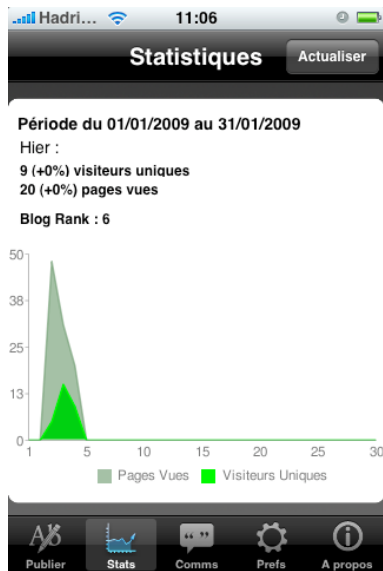 Hadri... 11:06
Statistiques Actualiser
Période du 01/01/2009 au 31/01/2009
Hier :
9 (+0%) visiteurs uniques
20 (+0%) pages vues
Blog Rank : 6
50
38
25
13
0
1 5 10 15 20 25 30
Pages Vues Visiteurs Uniques
Publier Stats Comms Prefs A propos